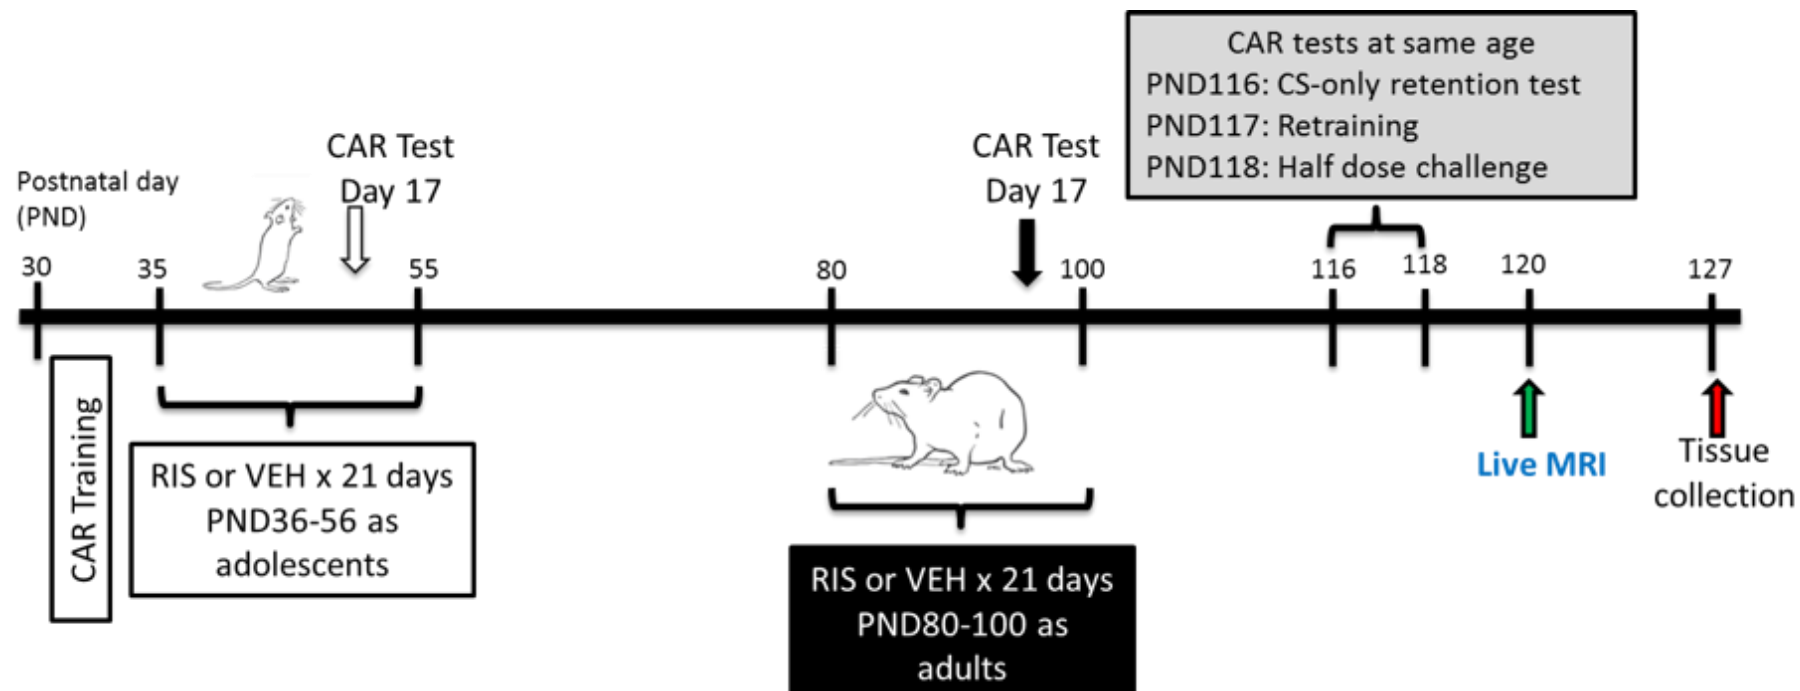 Postnatal day
(PND)
30
35
55
80
100
116
118
120
127
CAR Test
Day 17
CAR Test
Day 17
CAR tests at same age
PND116: CS-only retention test
PND117: Retraining
PND118: Half dose challenge
CAR Training
RIS or VEH x 21 days
PND36-56 as
adolescents
RIS or VEH x 21 days
PND80-100 as
adults
Live MRI
Tissue
collection